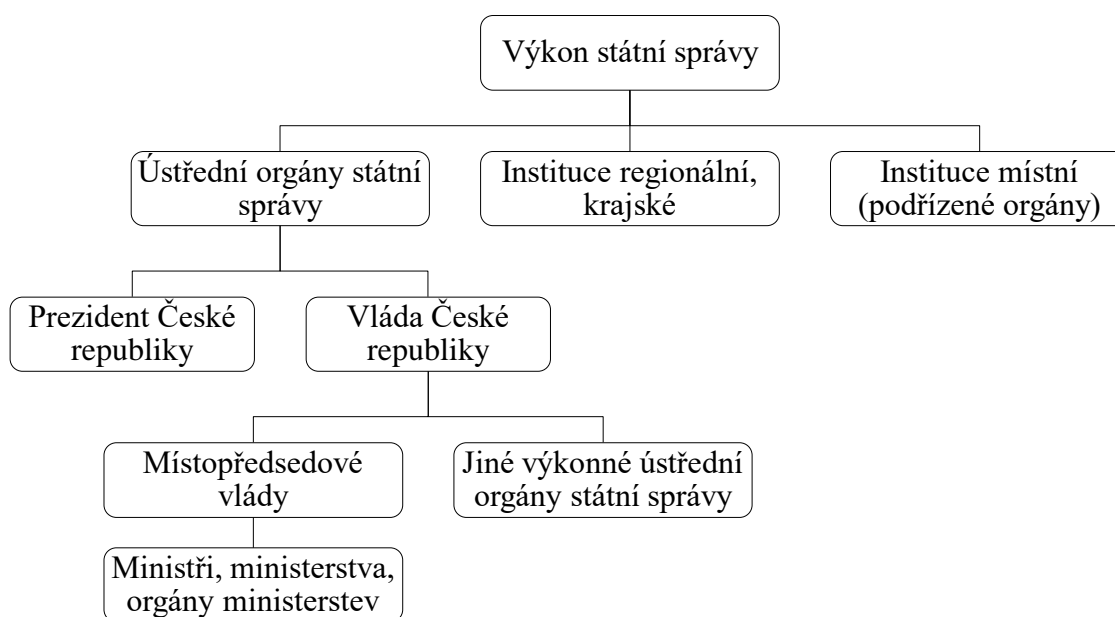 Výkon státní správy
Ústřední orgány státní
správy
Instituce regionální,
krajské
Instituce místní
(podřízené orgány)
Prezident České
republiky
Vláda České
republiky
Místopředsedové
vlády
Jiné výkonné ústřední
orgány státní správy
Ministři, ministerstva,
orgány ministerstev